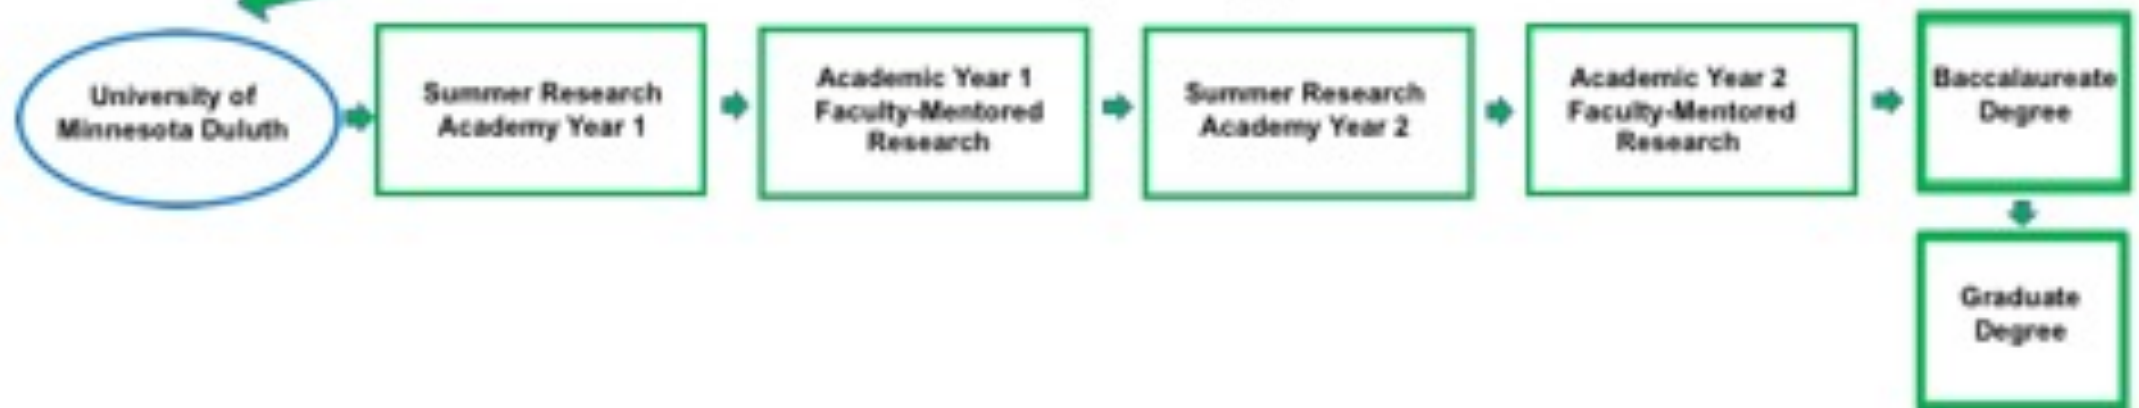 University of
Minnesota Duluth
Summer Research
Academy Year 1
Academic Year 1
Faculty-Mentored
Research
Summer Research
Academy Year 2
Academic Year 2
Faculty-Mentored
Research
Baccalaureate
Degree
Graduate
Degree